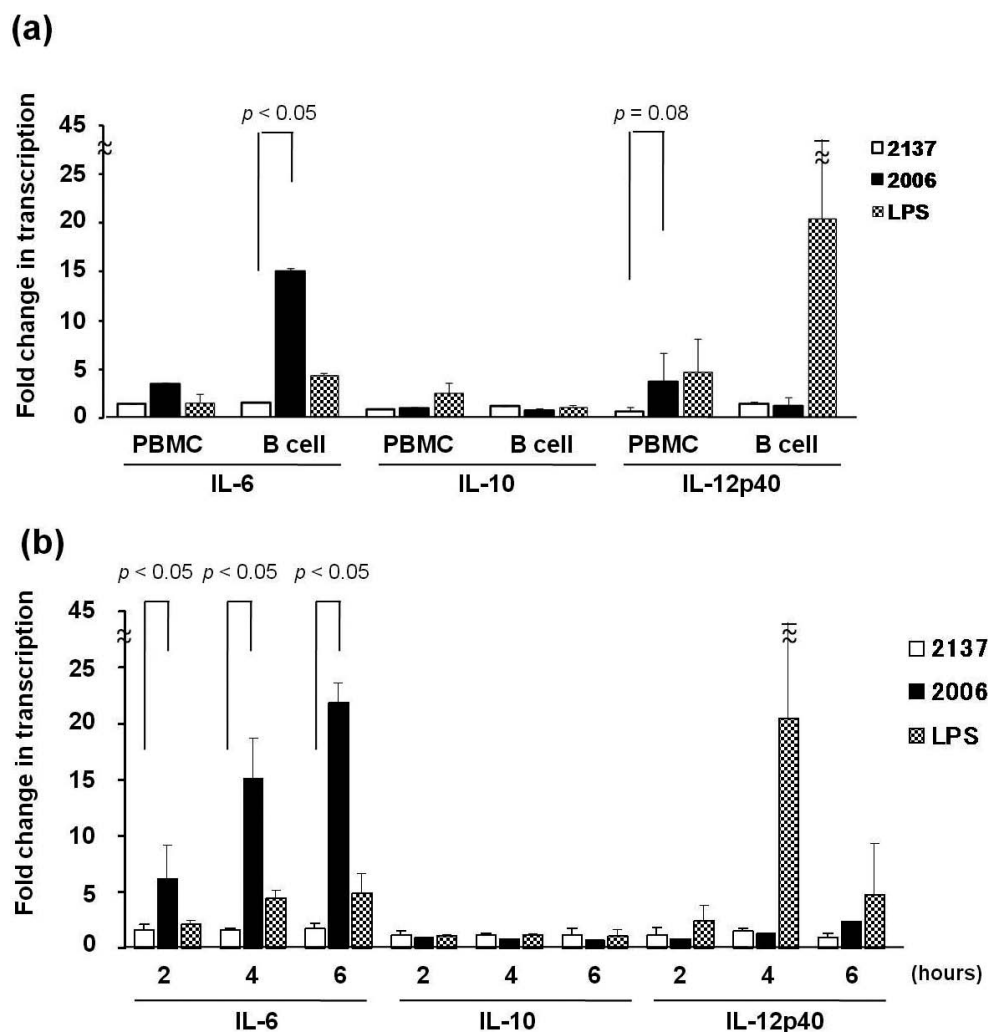 (a)
p < 0.05
p = 0.08
45
25
20
15
10
5
0
Fold change in transcription
2137
2006
LPS
PBMC B cell PBMC B cell PBMC B cell
IL-6 IL-10 IL-12p40
(b)
p < 0.05 p < 0.05 p < 0.05
45
25
20
15
10
5
0
Fold change in transcription
2137
2006
LPS
2 4 6 2 4 6 2 4 6 (hours)
IL-6 IL-10 IL-12p40